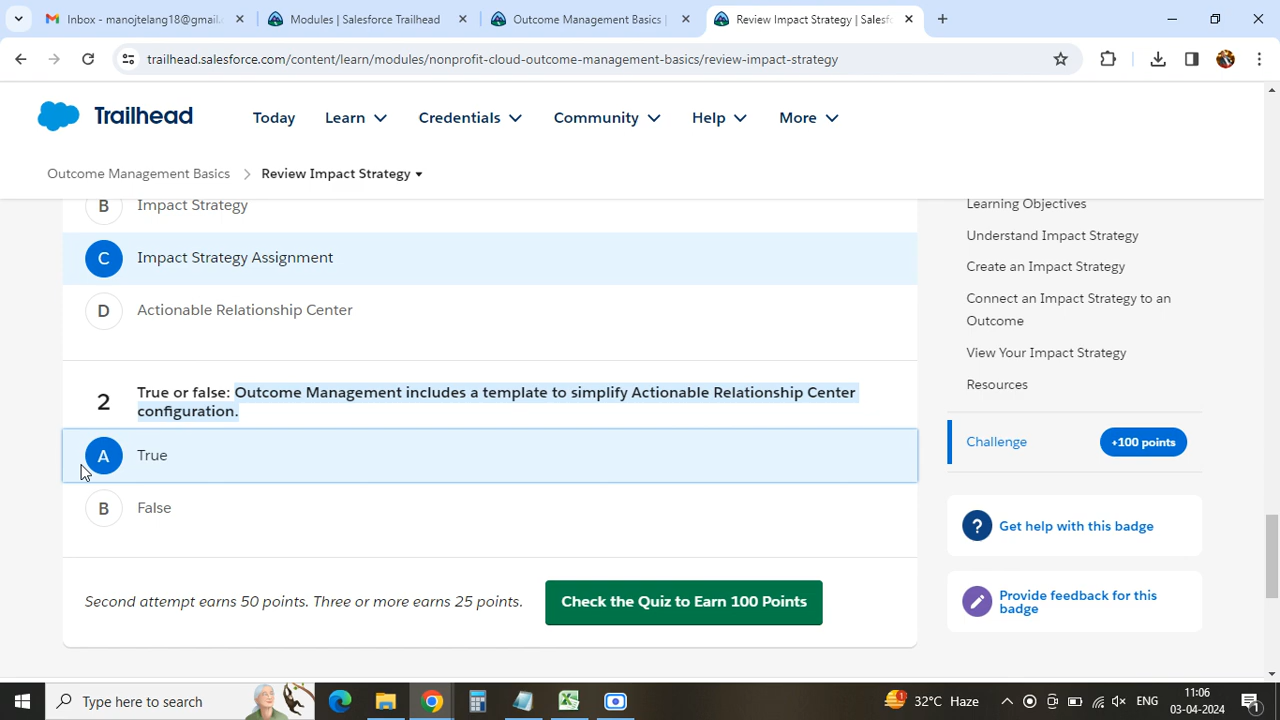 Inbox - manojtelang18@gmail.
Modules | Salesforce Trailhead
Outcome Management Basics |
Review Impact Strategy | Salesf
trailhead.salesforce.com/content/learn/modules/nonprofit-cloud-outcome-management-basics/review-impact-strategy
Trailhead
Today
Learn
Credentials
Community
Help
More
Outcome Management Basics
Review Impact Strategy
B Impact Strategy
C Impact Strategy Assignment
D Actionable Relationship Center
2 True or false: Outcome Management includes a template to simplify Actionable Relationship Center
configuration.
A True
B False
Second attempt earns 50 points. Three or more earns 25 points.
Check the Quiz to Earn 100 Points
Learning Objectives
Understand Impact Strategy
Create an Impact Strategy
Connect an Impact Strategy to an
Outcome
View Your Impact Strategy
Resources
Challenge
+100 points
? Get help with this badge
Provide feedback for this
badge
Type here to search
1
32°C Haze
ENG
11:06
03-04-2024
1